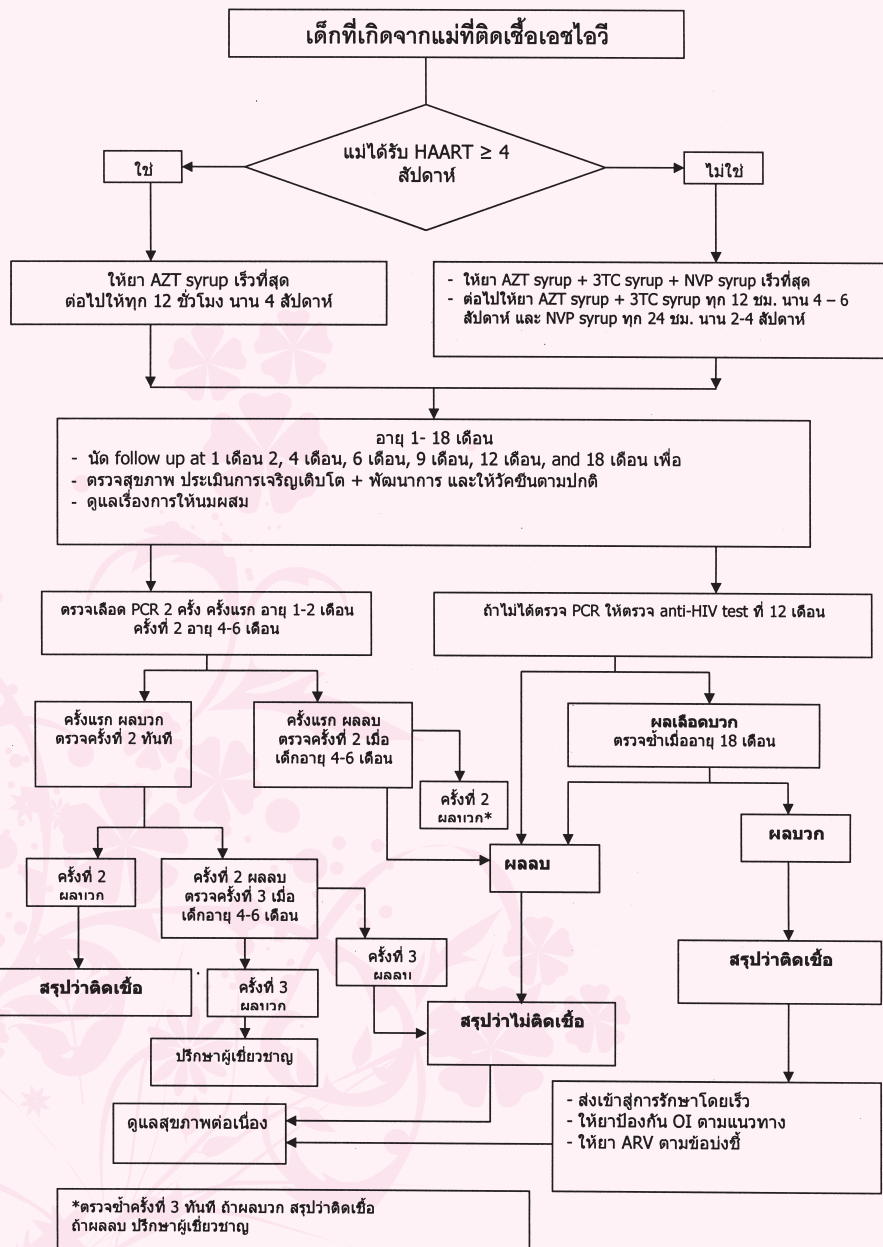 เด็กที่เกิดจากแม่ที่ติดเชื้อเอชไอวี
แม่ได้รับ HAART ≥ 4
สัปดาห์
ใช่
ไม่ใช่
ให้ยา AZT syrup เร็วที่สุด
ต่อไปให้ทุก 12 ชั่วโมง นาน 4 สัปดาห์
- ให้ยา AZT syrup + 3TC syrup + NVP syrup เร็วที่สุด
- ต่อไปให้ยา AZT syrup + 3TC syrup ทุก 12 ชม. นาน 4 – 6
สัปดาห์ และ NVP syrup ทุก 24 ชม. นาน 2-4 สัปดาห์
อายุ 1- 18 เดือน
- นัด follow up at 1 เดือน 2, 4 เดือน, 6 เดือน, 9 เดือน, 12 เดือน, and 18 เดือน เพื่อ
- ตรวจสุขภาพ ประเมินการเจริญเติบโต + พัฒนาการ และให้วัคซีนตามปกติ
- ดูแลเรื่องการให้นมผสม
ตรวจเลือด PCR 2 ครั้ง ครั้งแรก อายุ 1-2 เดือน
ครั้งที่ 2 อายุ 4-6 เดือน
ถ้าไม่ได้ตรวจ PCR ให้ตรวจ anti-HIV test ที่ 12 เดือน
ครั้งแรก ผลบวก
ตรวจครั้งที่ 2 ทันที
ครั้งแรก ผลลบ
ตรวจครั้งที่ 2 เมื่อ
เด็กอายุ 4-6 เดือน
ผลเลือดบวก
ตรวจซ้ำเมื่ออายุ 18 เดือน
ครั้งที่ 2
ผลบวก*
ผลบวก
ผลลบ
ครั้งที่ 2
ผลบวก
ครั้งที่ 2 ผลลบ
ตรวจครั้งที่ 3 เมื่อ
เด็กอายุ 4-6 เดือน
ครั้งที่ 3
ผลลบ
สรุปว่าติดเชื้อ
สรุปว่าติดเชื้อ
ครั้งที่ 3
ผลบวก
สรุปว่าไม่ติดเชื้อ
ปรึกษาผู้เชี่ยวชาญ
ดูแลสุขภาพต่อเนื่อง
- ส่งเข้าสู่การรักษาโดยเร็ว
- ให้ยาป้องกัน OI ตามแนวทาง
- ให้ยา ARV ตามข้อบ่งชี้
*ตรวจซ้ำครั้งที่ 3 ทันที ถ้าผลบวก สรุปว่าติดเชื้อ
ถ้าผลลบ ปรึกษาผู้เชี่ยวชาญ